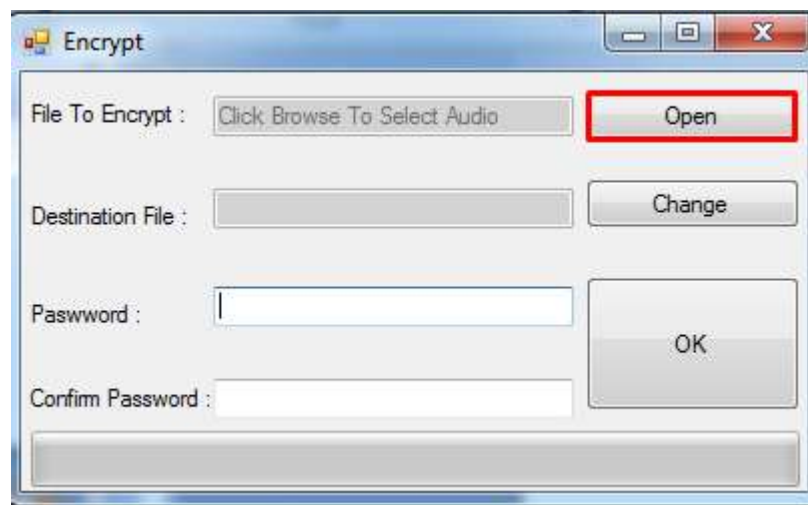 Encrypt
File To Encrypt : Click Browse To Select Audio Open
Destination File : Change
Paswword :
OK
Confirm Password :